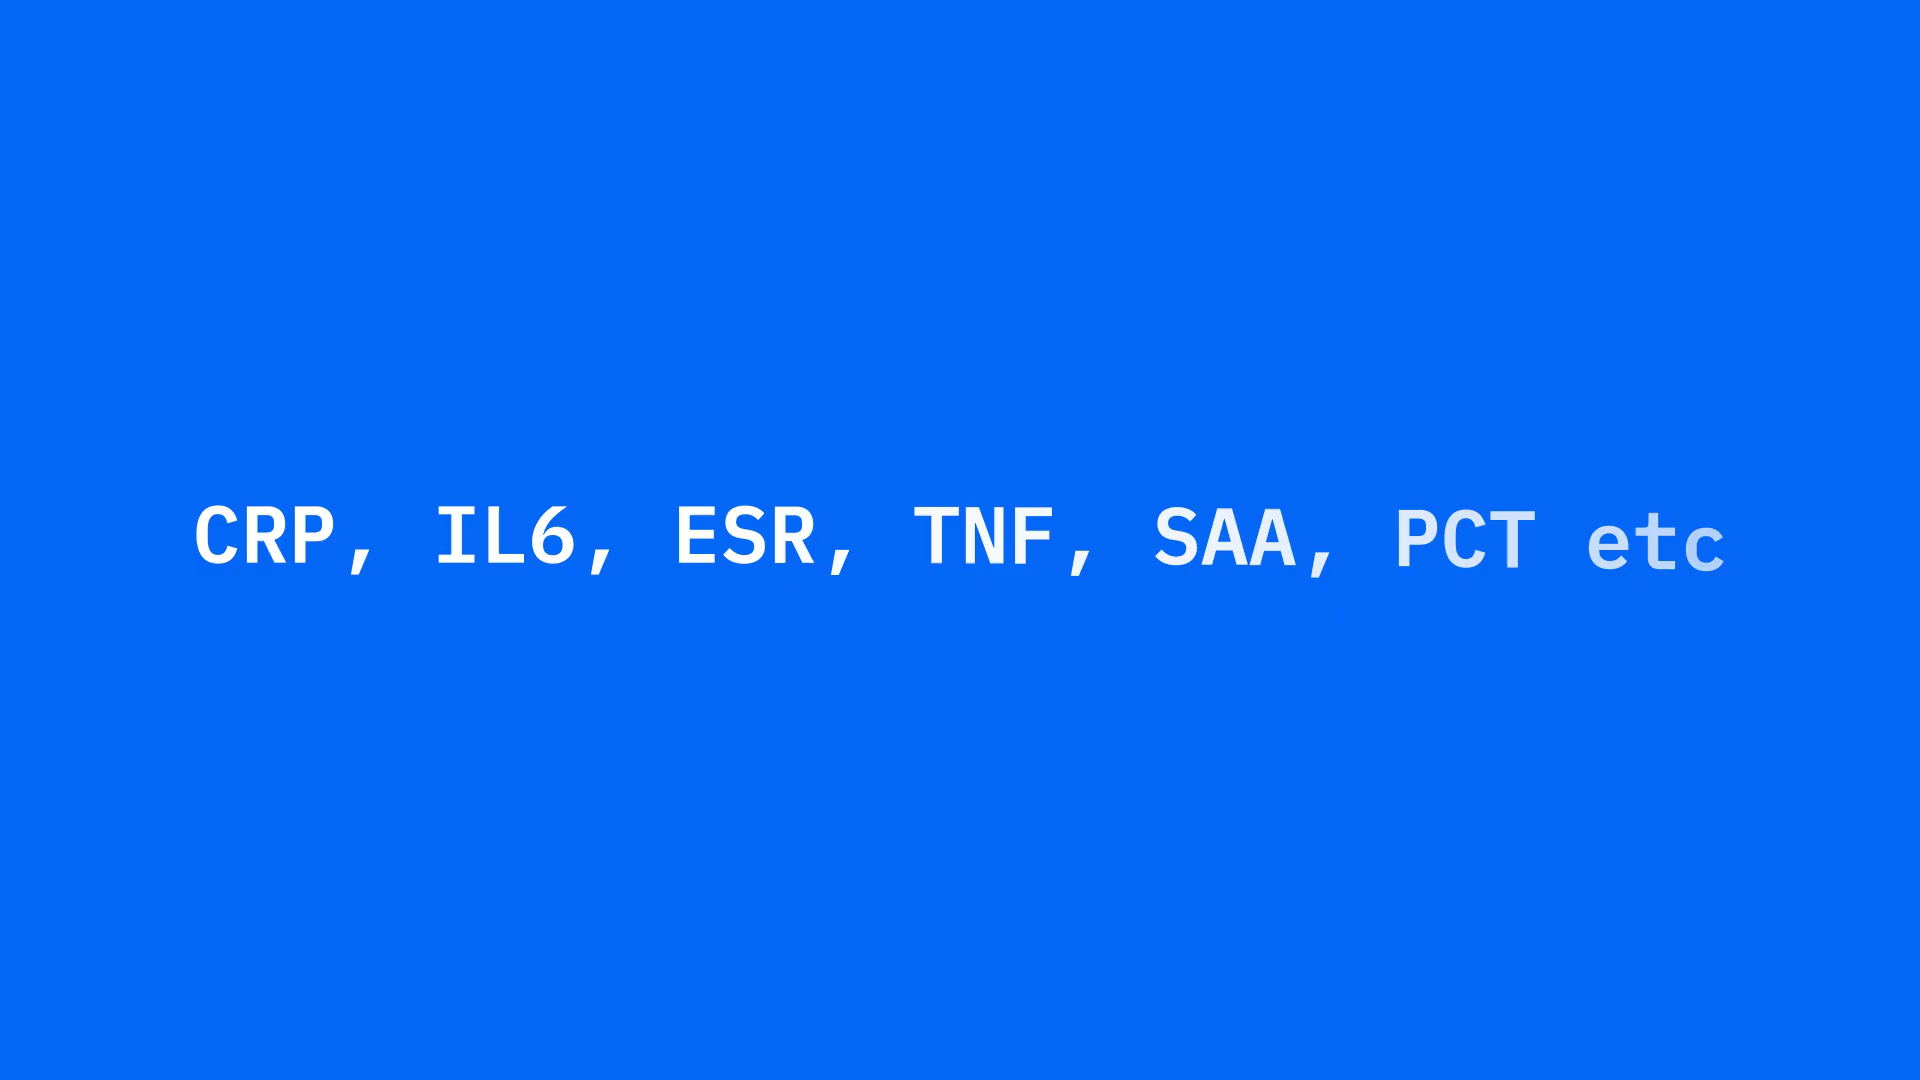 CRP, IL6, ESR, TNF, SAA, PCT etc